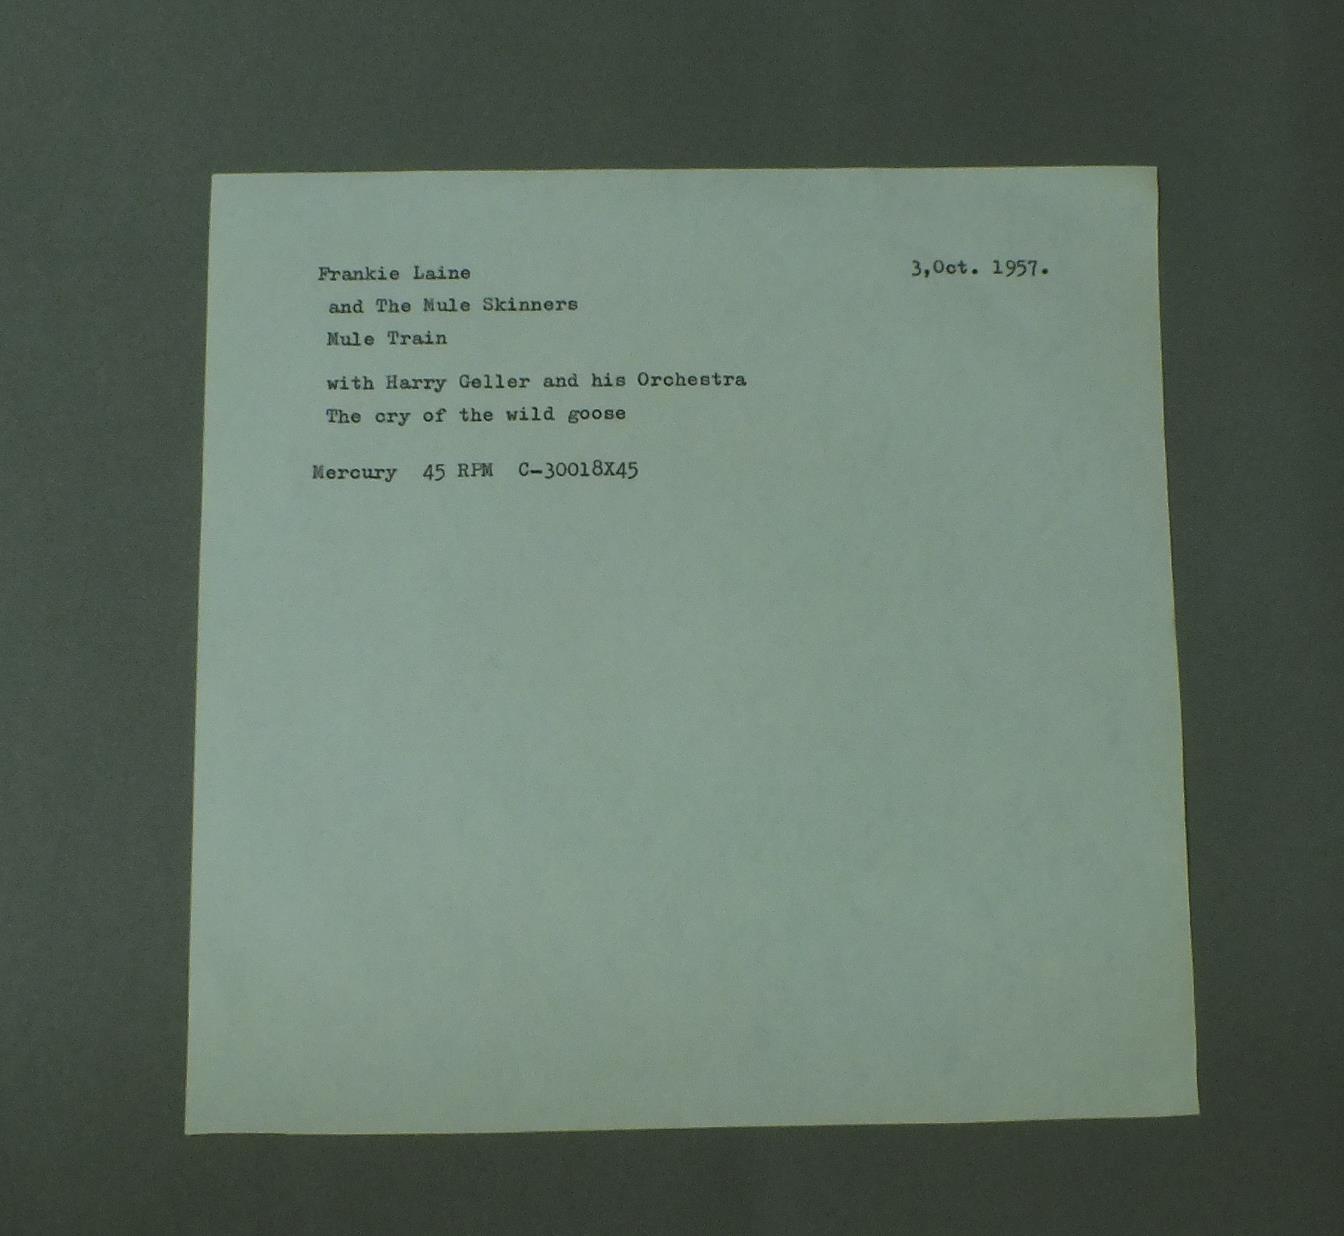 Frankie Laine 3,Oct. 1957.
and The Mule Skinners
Mule Train
with Harry Geller and his Orchestra
The cry of the wild goose
Mercury 45 RPM C-30018X45